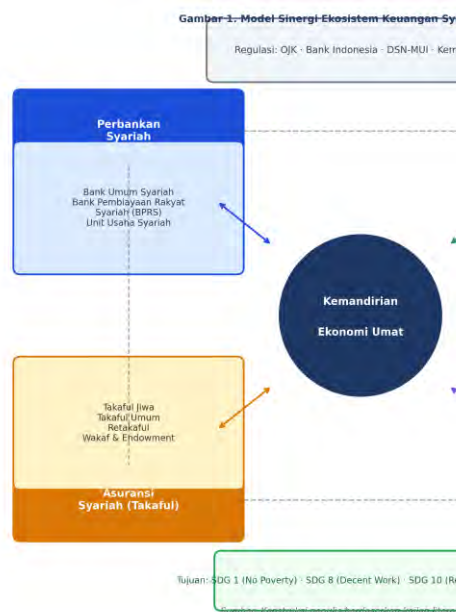 Gambar 1. Model Sinergi Ekosistem Keuangan Sy
Regulasi: OJK · Bank Indonesia · DSN-MUI · Kem
Perbankan
Syariah
Bank Umum Syariah
Bank Pembiayaan Rakyat
Syariah (BPRS)
Unit Usaha Syariah
Kemandirian
Ekonomi Umat
Takaful Jiwa
Takaful Umum
Retakaful
Wakaf & Endowment
Asuransi
Syariah (Takaful)
Tujuan: SDG 1 (No Poverty) · SDG 8 (Decent Work) · SDG 10 (Re